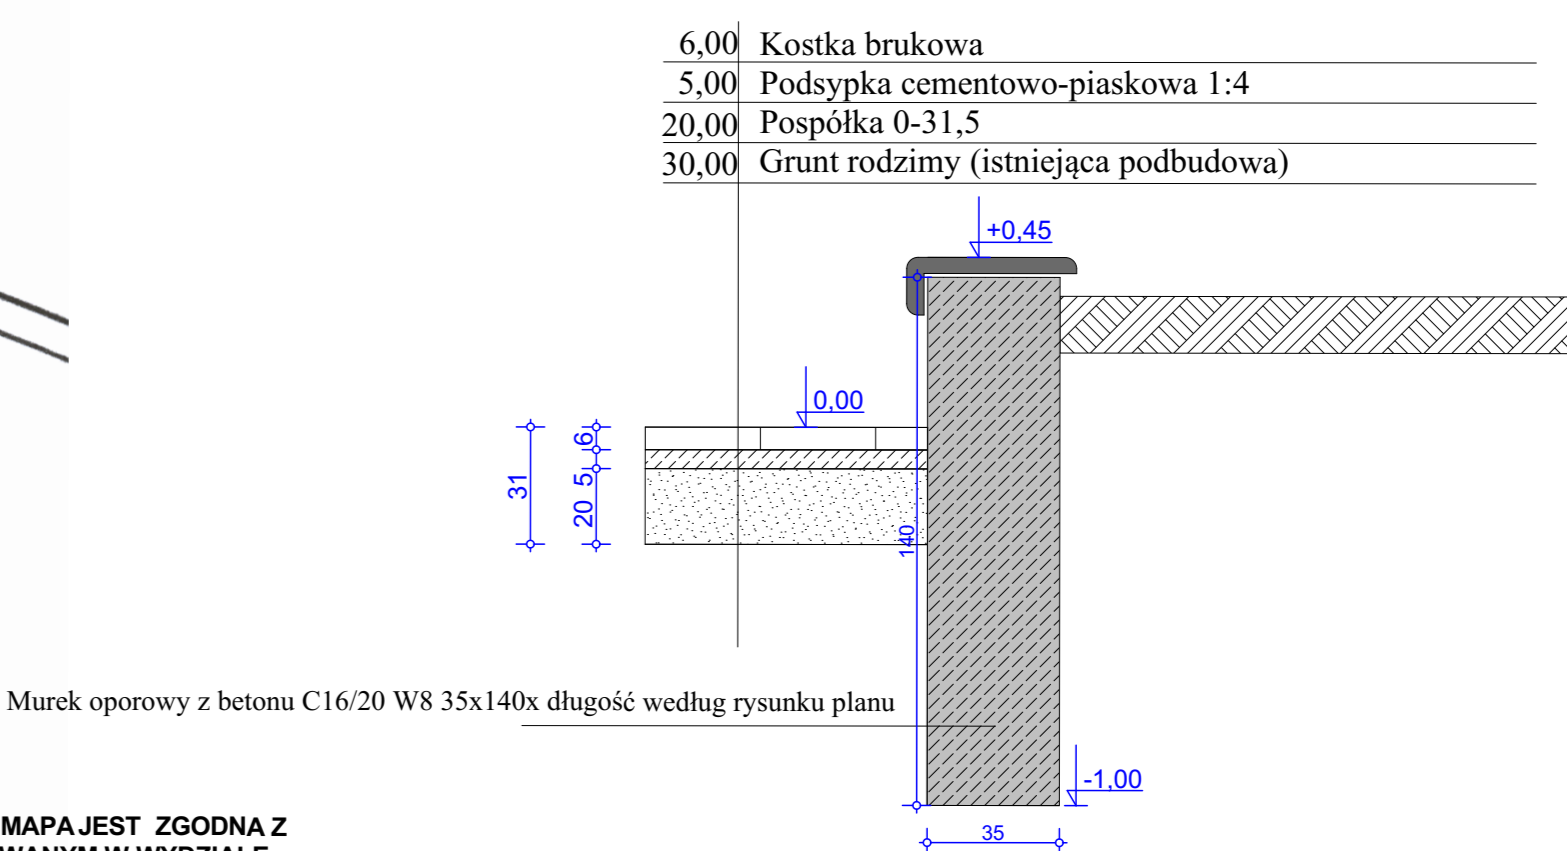 6,00 Kostka brukowa
5,00 Podsypka cementowo-piaskowa 1:4
20,00 Pospółka 0-31,5
30,00 Grunt rodzimy (istniejąca podbudowa)
+0,45
0,00
31
6
5
20
140
Murek oporowy z betonu C16/20 W8 35x140x długość według rysunku planu
-1,00
35
MAPA JEST ZGODNA Z